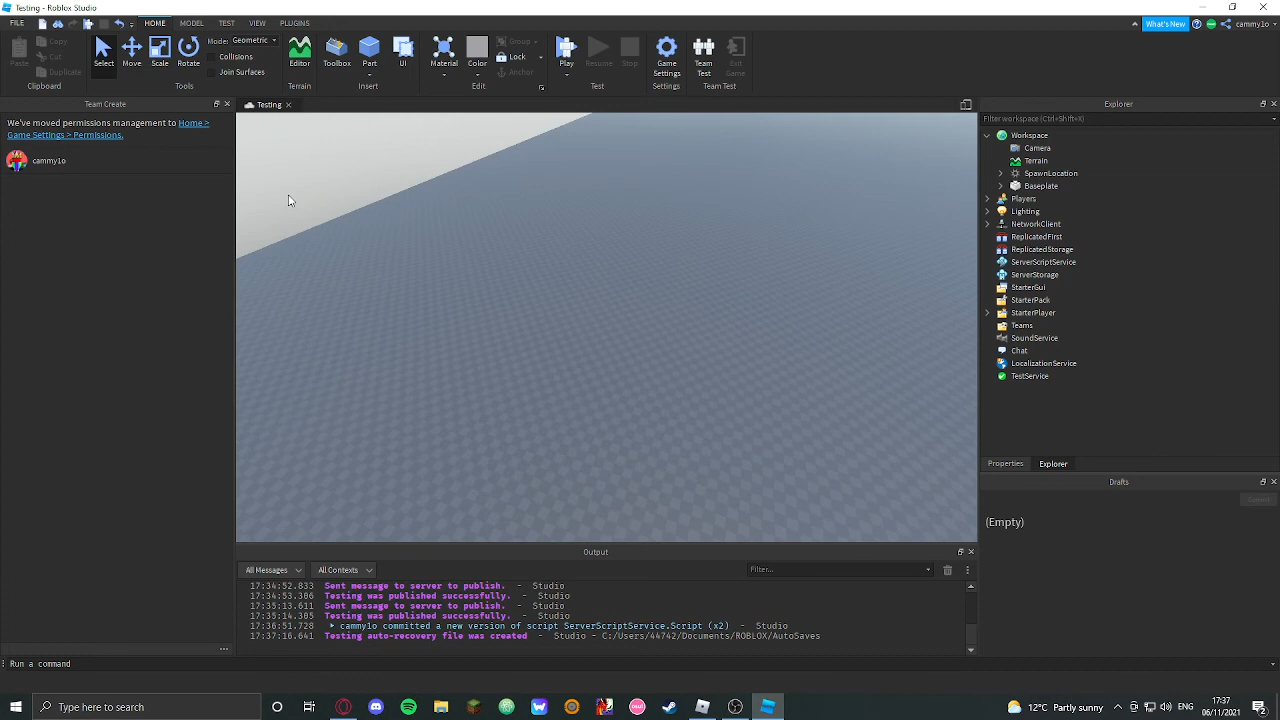 Testing - Roblox Studio
FILE
HOME
MODEL
TEST
VIEW
PLUGINS
What's New
cammy1o
Paste
Copy
Cut
Duplicate
Clipboard
Select
Move
Scale
Rotate
Mode: Geometric
Collisions
Join Surfaces
Tools
Editor
Terrain
Toolbox
Part
UI
Insert
Material
Color
Group
Lock
Anchor
Edit
Play
Resume
Stop
Test
Game
Settings
Settings
Team
Test
Exit
Game
Team Test
Team Create
We've moved permissions management to Home >
Game Settings > Permissions.
cammy1o
Testing
Explorer
Filter workspace (Ctrl+Shift+X)
Workspace
Camera
Terrain
SpawnLocation
Baseplate
Players
Lighting
NetworkClient
ReplicatedFirst
ReplicatedStorage
ServerScriptService
ServerStorage
StarterGui
StarterPack
StarterPlayer
Teams
SoundService
Chat
LocalizationService
TestService
Properties
Explorer
Drafts
Commit
(Empty)
Output
All Messages
All Contexts
Filter...
17:34:52.833 Sent message to server to publish. - Studio
17:34:53.306 Testing was published successfully. - Studio
17:35:13.611 Sent message to server to publish. - Studio
17:35:14.305 Testing was published successfully. - Studio
17:36:51.728 cammy1o committed a new version of script ServerScriptService.Script (x2) - Studio
17:37:16.641 Testing auto-recovery file was created - Studio - C:/Users/44742/Documents/ROBLOX/AutoSaves
Run a command
Type here to search
osu!
12°C Partly sunny
ENG
17:37
06/11/2021